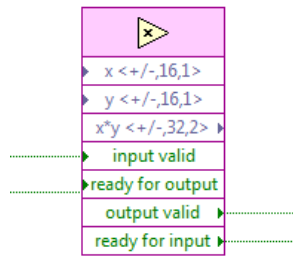 x
x <+/-,16,1>
y <+/-,16,1>
x*y <+/-,32,2>
input valid
ready for output
output valid
ready for input